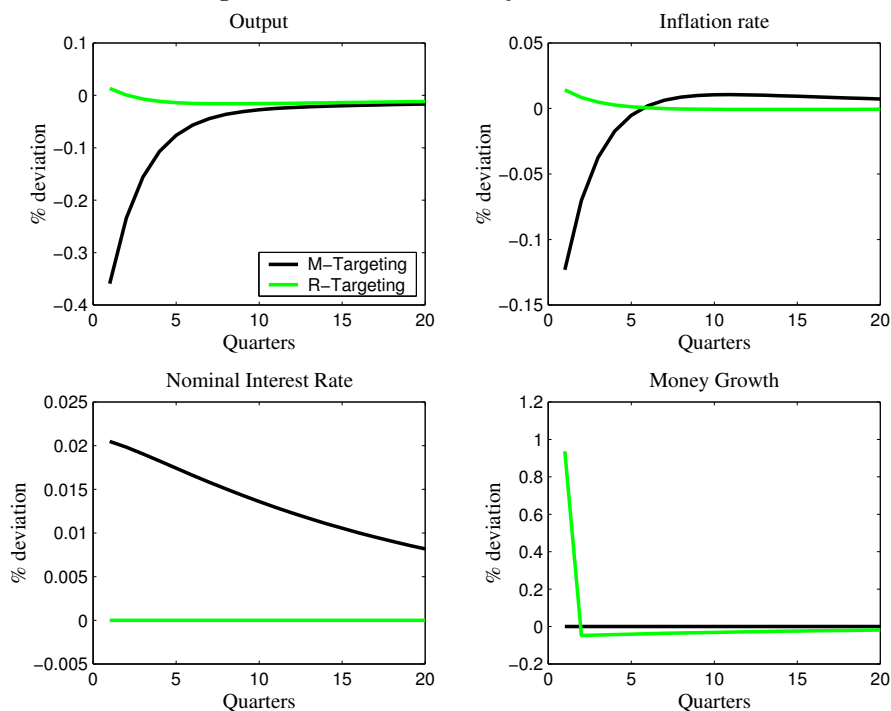 Output
0.1
0
−0.1
−0.2
−0.3
−0.4
% deviation
M−Targeting
R−Targeting
0 5 10 15 20
Quarters
Inflation rate
0.05
0
−0.05
−0.1
−0.15
% deviation
0 5 10 15 20
Quarters
Nominal Interest Rate
0.025
0.02
0.015
0.01
0.005
0
−0.005
% deviation
0 5 10 15 20
Quarters
Money Growth
1.2
1
0.8
0.6
0.4
0.2
0
−0.2
% deviation
0 5 10 15 20
Quarters